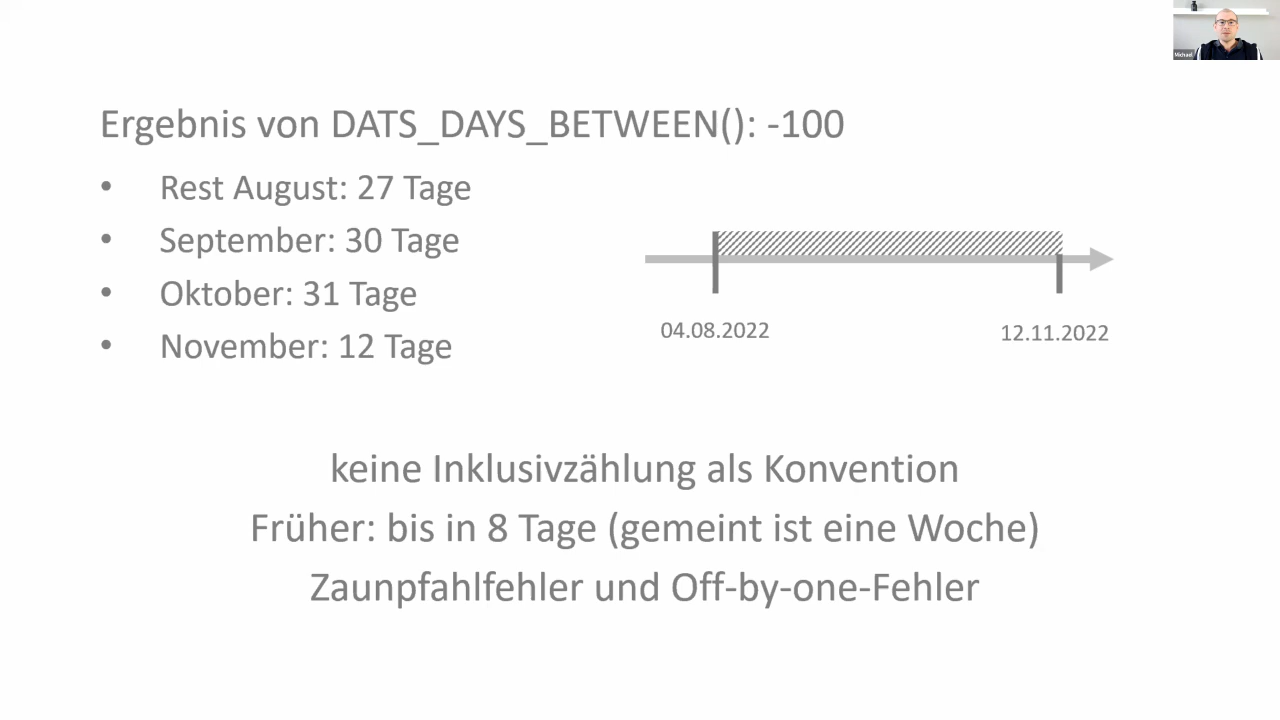 Michael
Ergebnis von DATS_DAYS_BETWEEN(): -100
• Rest August: 27 Tage
• September: 30 Tage
• Oktober: 31 Tage
• November: 12 Tage
04.08.2022
12.11.2022
keine Inklusivzählung als Konvention
Früher: bis in 8 Tage (gemeint ist eine Woche)
Zaunpfahlfehler und Off-by-one-Fehler